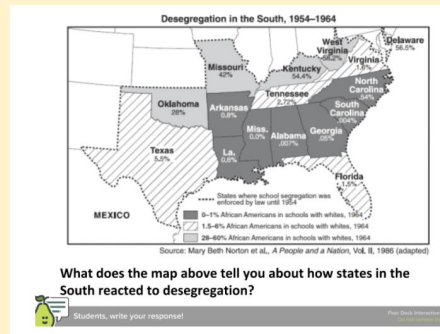 Desegregation in the South, 1954–1964
Delaware
56.5%
West
Virginia
58.2%
Virginia
1.6%
Missouri
42%
Kentucky
54.4%
North
Carolina
.54%
Tennessee
2.72%
South
Carolina
.004%
Oklahoma
28%
Arkansas
0.8%
Miss.
0.0%
Alabama
.007%
Georgia
.05%
Texas
5.5%
La.
0.6%
Florida
1.5%
MEXICO
States where school segregation was
enforced by law until 1954
0–1% African Americans in schools with whites, 1964
1.5–6% African Americans in schools with whites, 1964
28–60% African Americans in schools with whites, 1964
Source: Mary Beth Norton et al., A People and a Nation, Vol. II, 1986 (adapted)
What does the map above tell you about how states in the
South reacted to desegregation?
Students, write your response!
Pear Deck Interactive